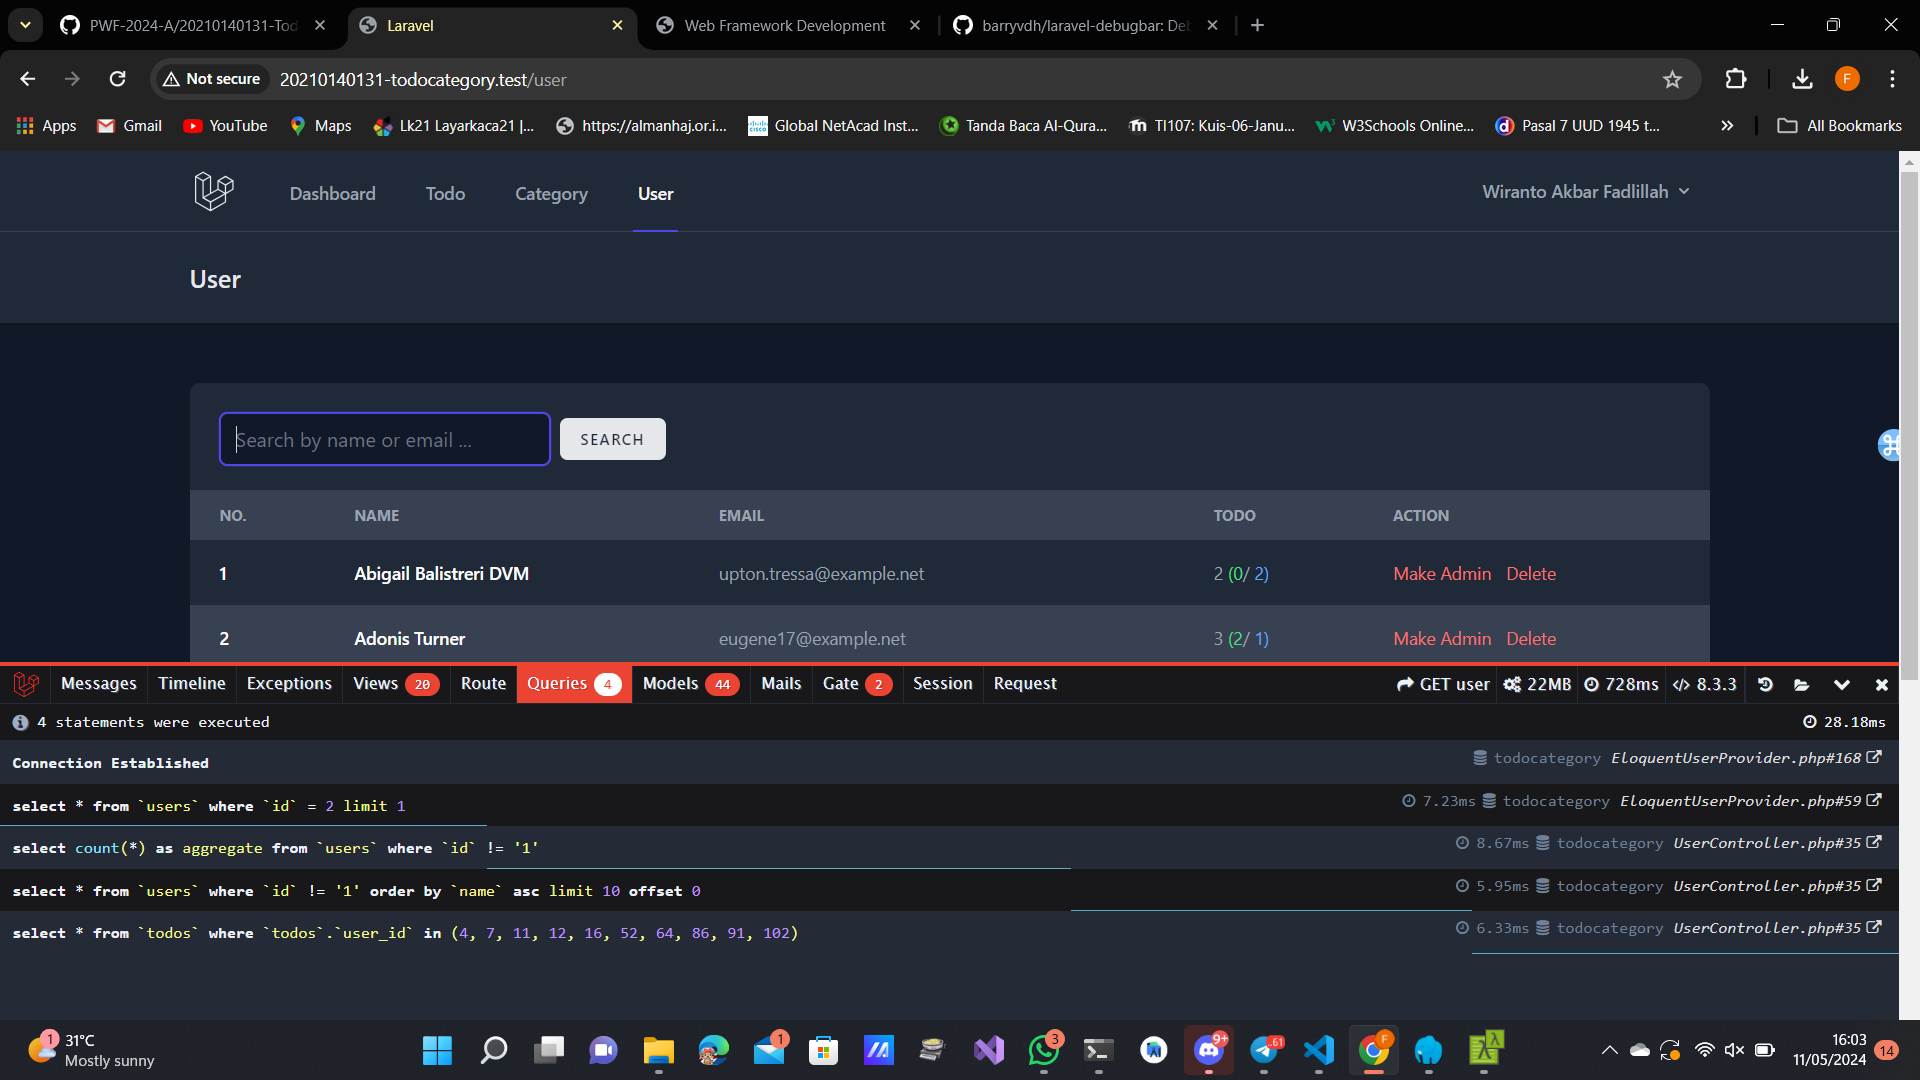 PWF-2024-A/20210140131-Tod
Laravel
Web Framework Development
barryvdh/laravel-debugbar: Deb
Not secure
20210140131-todocategory.test/user
F
Apps
Gmail
YouTube
Maps
Lk21 Layarkaca21 |...
https://almanhaj.or.i...
Global NetAcad Inst...
Tanda Baca Al-Qura...
TI107: Kuis-06-Janu...
W3Schools Online...
Pasal 7 UUD 1945 t...
All Bookmarks
Dashboard
Todo
Category
User
Wiranto Akbar Fadlillah
User
Search by name or email ...
SEARCH
NO. NAME EMAIL TODO ACTION
1 Abigail Balistreri DVM upton.tressa@example.net 2 (0/ 2) Make Admin Delete
2 Adonis Turner eugene17@example.net 3 (2/ 1) Make Admin Delete
Messages Timeline Exceptions Views 20 Route Queries 4 Models 44 Mails Gate 2 Session Request GET user 22MB 728ms 8.3.3
4 statements were executed 28.18ms
Connection Established todocategory EloquentUserProvider.php#168
select * from `users` where `id` = 2 limit 1 7.23ms todocategory EloquentUserProvider.php#59
select count(*) as aggregate from `users` where `id` != '1' 8.67ms todocategory UserController.php#35
select * from `users` where `id` != '1' order by `name` asc limit 10 offset 0 5.95ms todocategory UserController.php#35
select * from `todos` where `todos`.`user_id` in (4, 7, 11, 12, 16, 52, 64, 86, 91, 102) 6.33ms todocategory UserController.php#35
1
31°C
Mostly sunny
1
3
9+
.61
F
16:03
11/05/2024
14